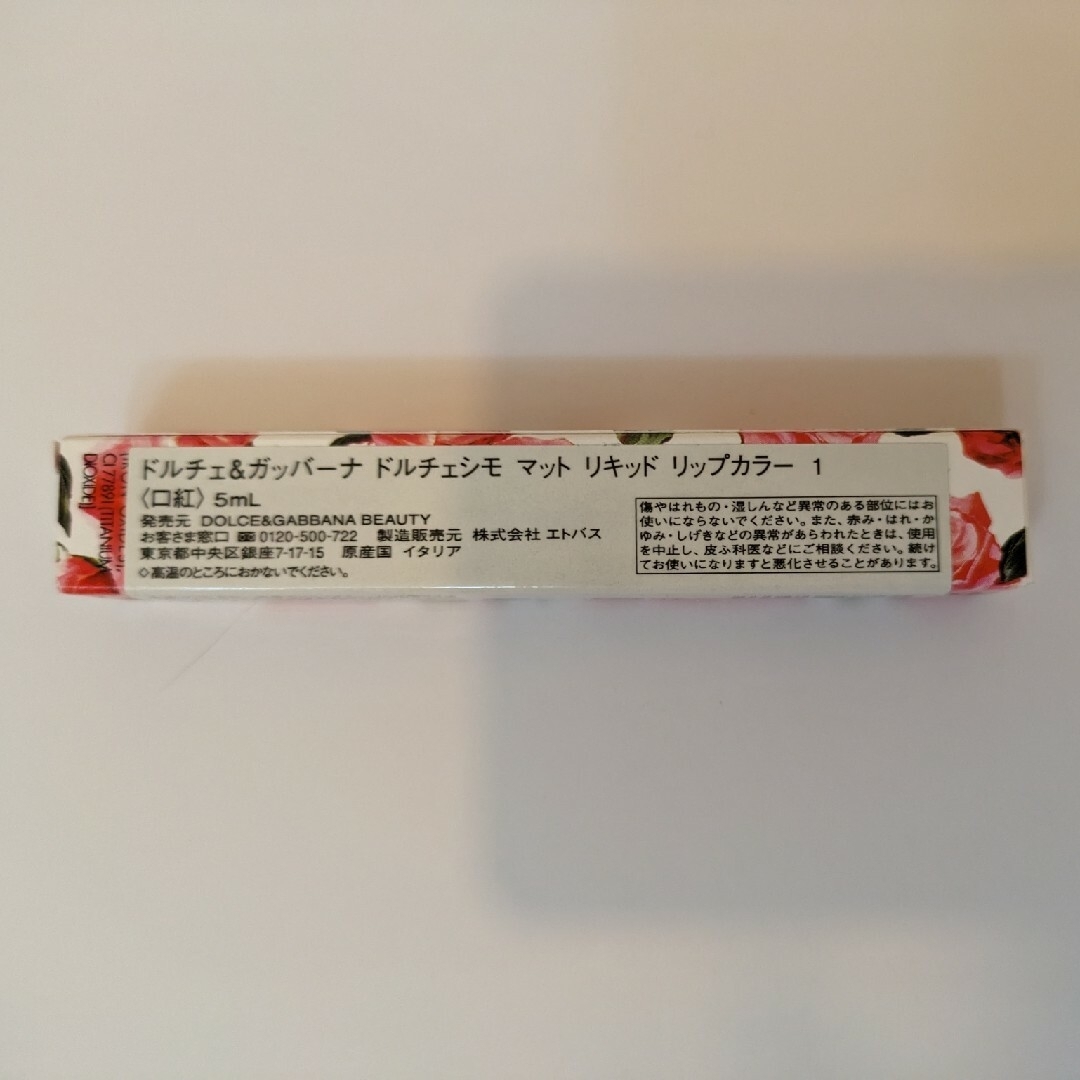 ドルチェ&ガッバーナ ドルチェシモ マット リキッド リップカラー 1
〈口紅〉5mL
発売元 DOLCE&GABBANA BEAUTY
お客さま窓口 0120-500-722 製造販売元 株式会社 エトバス
東京都中央区銀座7-17-15 原産国 イタリア
◇高温のところにおかないでください。
傷やはれもの・湿しんなど異常のある部位にはお
使いにならないでください。また、赤み・はれ・か
ゆみ・しげきなどの異常があらわれたときは、使用
を中止し、皮ふ科医などにご相談ください。続け
てお使いになりますと悪化させることがあります。
CI 77891 (TITANIUM
DIOXIDE)]